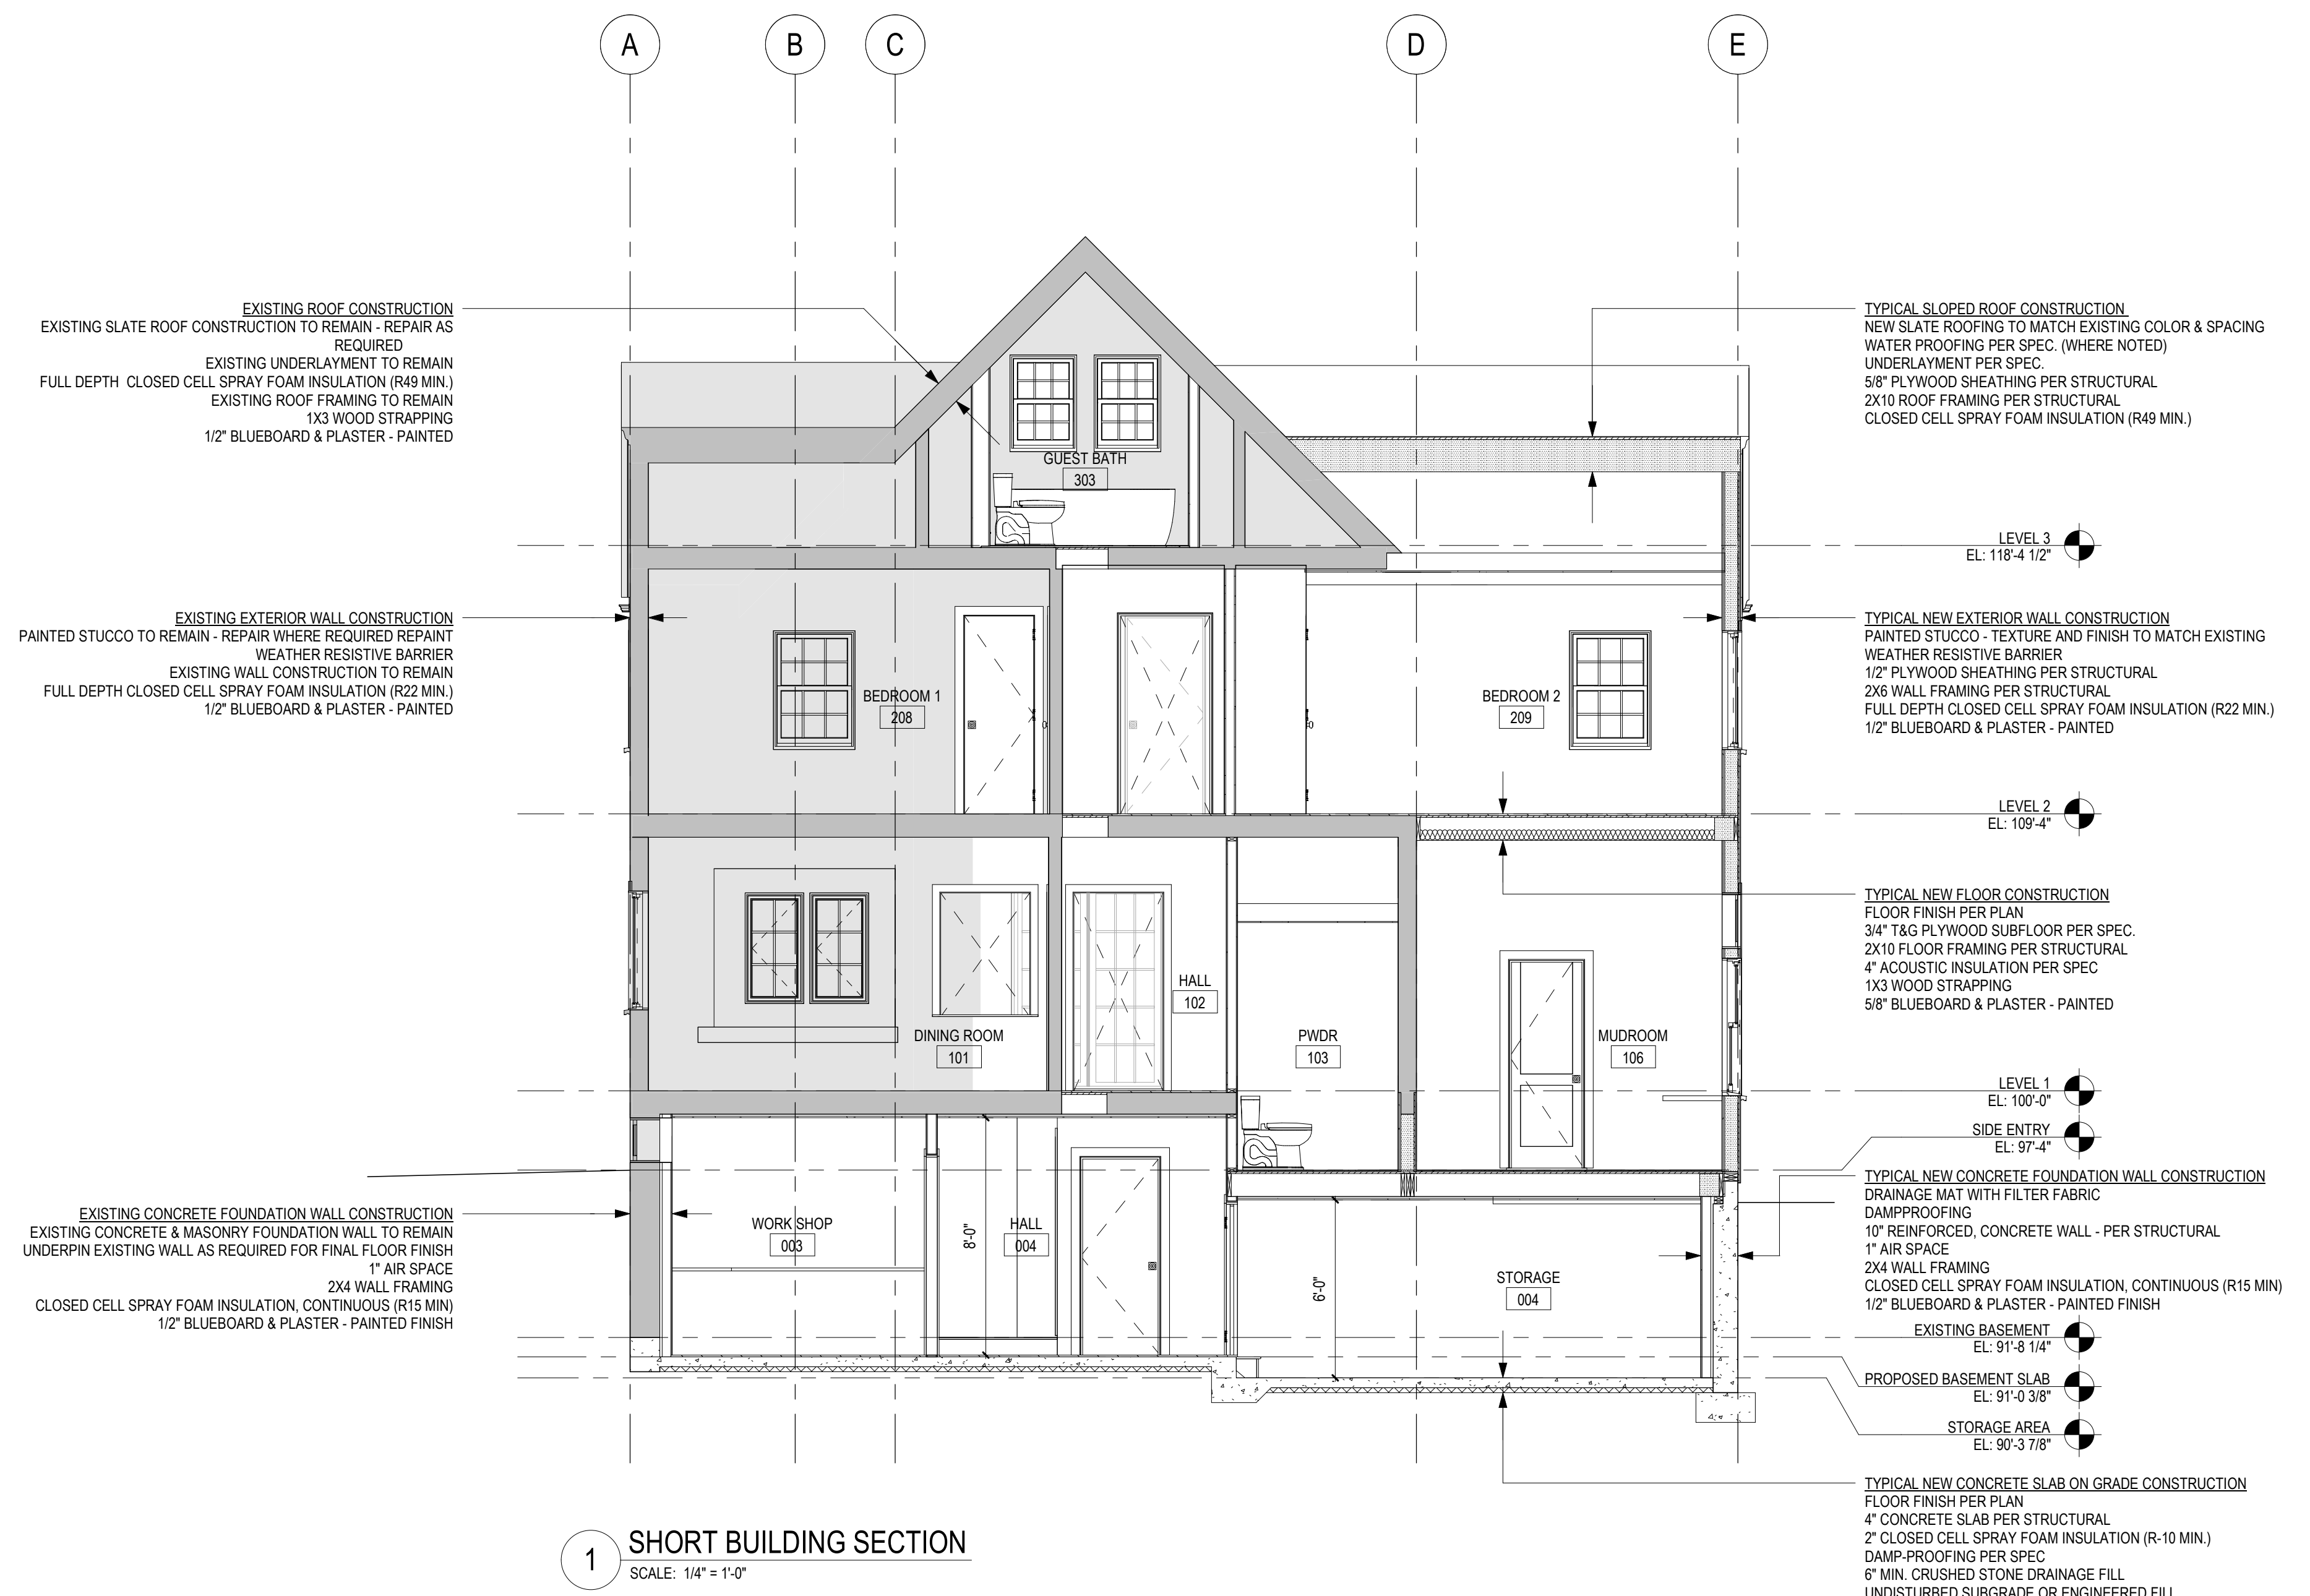 A
B
C
D
E
EXISTING ROOF CONSTRUCTION
EXISTING SLATE ROOF CONSTRUCTION TO REMAIN - REPAIR AS
REQUIRED
EXISTING UNDERLAYMENT TO REMAIN
FULL DEPTH CLOSED CELL SPRAY FOAM INSULATION (R49 MIN.)
EXISTING ROOF FRAMING TO REMAIN
1X3 WOOD STRAPPING
1/2" BLUEBOARD & PLASTER - PAINTED
TYPICAL SLOPED ROOF CONSTRUCTION
NEW SLATE ROOFING TO MATCH EXISTING COLOR & SPACING
WATER PROOFING PER SPEC. (WHERE NOTED)
UNDERLAYMENT PER SPEC.
5/8" PLYWOOD SHEATHING PER STRUCTURAL
2X10 ROOF FRAMING PER STRUCTURAL
CLOSED CELL SPRAY FOAM INSULATION (R49 MIN.)
GUEST BATH
303
LEVEL 3
EL: 118'-4 1/2"
EXISTING EXTERIOR WALL CONSTRUCTION
PAINTED STUCCO TO REMAIN - REPAIR WHERE REQUIRED REPAINT
WEATHER RESISTIVE BARRIER
EXISTING WALL CONSTRUCTION TO REMAIN
FULL DEPTH CLOSED CELL SPRAY FOAM INSULATION (R22 MIN.)
1/2" BLUEBOARD & PLASTER - PAINTED
TYPICAL NEW EXTERIOR WALL CONSTRUCTION
PAINTED STUCCO - TEXTURE AND FINISH TO MATCH EXISTING
WEATHER RESISTIVE BARRIER
1/2" PLYWOOD SHEATHING PER STRUCTURAL
2X6 WALL FRAMING PER STRUCTURAL
FULL DEPTH CLOSED CELL SPRAY FOAM INSULATION (R22 MIN.)
1/2" BLUEBOARD & PLASTER - PAINTED
BEDROOM 1
208
BEDROOM 2
209
LEVEL 2
EL: 109'-4"
TYPICAL NEW FLOOR CONSTRUCTION
FLOOR FINISH PER PLAN
3/4" T&G PLYWOOD SUBFLOOR PER SPEC.
2X10 FLOOR FRAMING PER STRUCTURAL
4" ACOUSTIC INSULATION PER SPEC
1X3 WOOD STRAPPING
5/8" BLUEBOARD & PLASTER - PAINTED
DINING ROOM
101
HALL
102
PWDR
103
MUDROOM
106
LEVEL 1
EL: 100'-0"
SIDE ENTRY
EL: 97'-4"
EXISTING CONCRETE FOUNDATION WALL CONSTRUCTION
EXISTING CONCRETE & MASONRY FOUNDATION WALL TO REMAIN
UNDERPIN EXISTING WALL AS REQUIRED FOR FINAL FLOOR FINISH
1" AIR SPACE
2X4 WALL FRAMING
CLOSED CELL SPRAY FOAM INSULATION, CONTINUOUS (R15 MIN)
1/2" BLUEBOARD & PLASTER - PAINTED FINISH
WORK SHOP
003
8'-0"
HALL
004
6'-0"
STORAGE
004
TYPICAL NEW CONCRETE FOUNDATION WALL CONSTRUCTION
DRAINAGE MAT WITH FILTER FABRIC
DAMPPROOFING
10" REINFORCED, CONCRETE WALL - PER STRUCTURAL
1" AIR SPACE
2X4 WALL FRAMING
CLOSED CELL SPRAY FOAM INSULATION, CONTINUOUS (R15 MIN)
1/2" BLUEBOARD & PLASTER - PAINTED FINISH
EXISTING BASEMENT
EL: 91'-8 1/4"
PROPOSED BASEMENT SLAB
EL: 91'-0 3/8"
STORAGE AREA
EL: 90'-3 7/8"
TYPICAL NEW CONCRETE SLAB ON GRADE CONSTRUCTION
FLOOR FINISH PER PLAN
4" CONCRETE SLAB PER STRUCTURAL
2" CLOSED CELL SPRAY FOAM INSULATION (R-10 MIN.)
DAMP-PROOFING PER SPEC
6" MIN. CRUSHED STONE DRAINAGE FILL
UNDISTURBED SUBGRADE OR ENGINEERED FILL
1
SHORT BUILDING SECTION
SCALE: 1/4" = 1'-0"